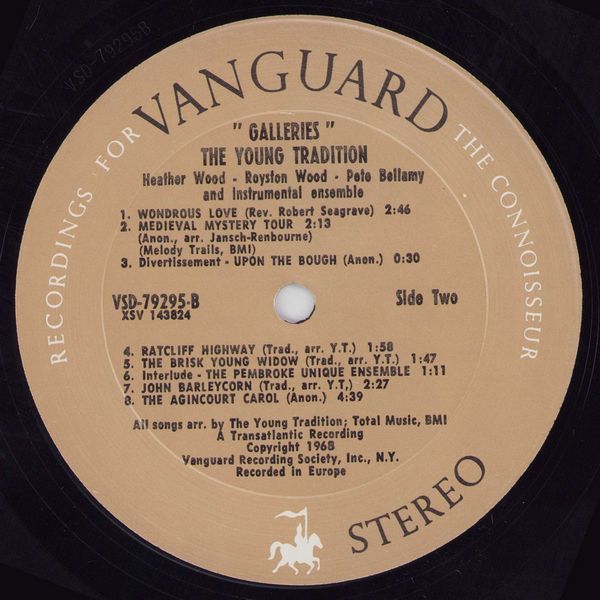 VSD-79295B
RECORDINGS FOR VANGUARD THE CONNOISSEUR
" GALLERIES "
THE YOUNG TRADITION
Heather Wood - Royston Wood - Pete Bellamy
and Instrumental ensemble
1. WONDROUS LOVE (Rev. Robert Seagrave) 2:46
2. MEDIEVAL MYSTERY TOUR 2:13
(Anon., arr. Jansch-Renbourne)
(Melody Trails, BMI)
3. Divertissement - UPON THE BOUGH (Anon.) 0:30
VSD-79295-B Side Two
XSV 143824
4. RATCLIFF HIGHWAY (Trad., arr. Y.T.) 1:58
5. THE BRISK YOUNG WIDOW (Trad., arr. Y.T.) 1:47
6. Interlude - THE PEMBROKE UNIQUE ENSEMBLE 1:11
7. JOHN BARLEYCORN (Trad., arr. Y.T.) 2:27
8. THE AGINCOURT CAROL (Anon.) 4:39
All songs arr. by The Young Tradition; Total Music, BMI
A Transatlantic Recording
Copyright 1968
Vanguard Recording Society, Inc., N.Y.
Recorded in Europe
STEREO